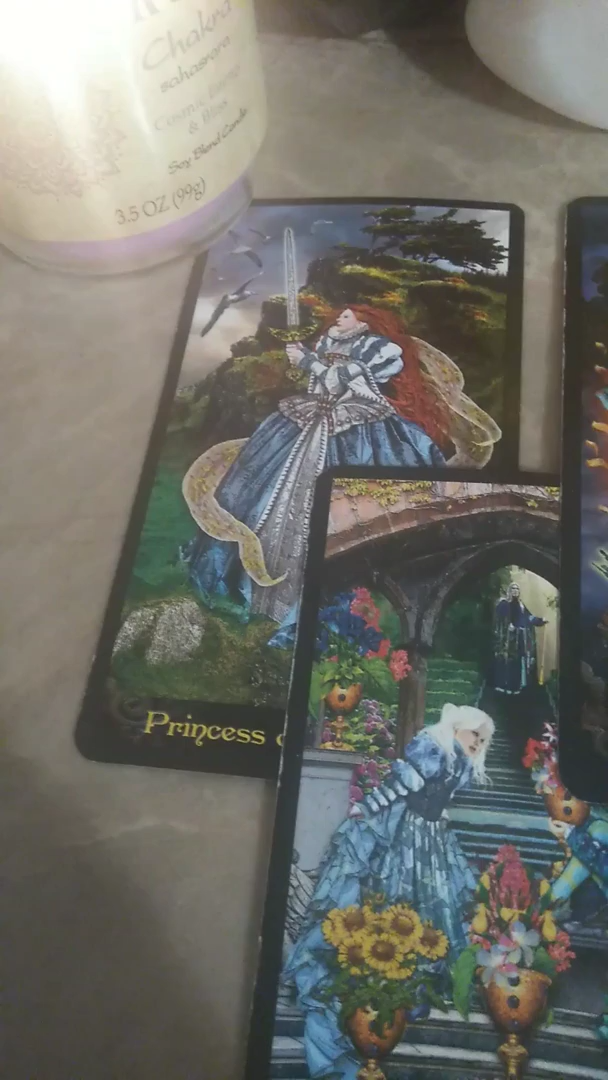 Chakra
sahasrara
Cosmic Energy
& Bliss
Soy Blend Candle
3.5 OZ (99g)
Princess